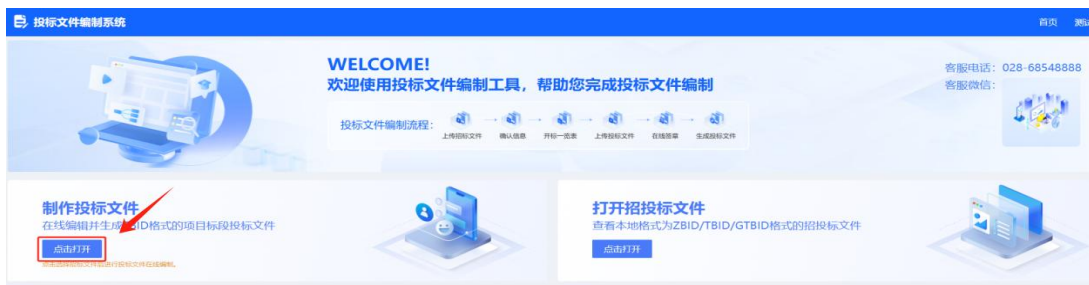 投标文件编制系统
首页
WELCOME!
欢迎使用投标文件编制工具，帮助您完成投标文件编制
投标文件编制流程：
上传招标文件 确认信息 开标一览表 上传投标文件 在线签章 生成投标文件
客服电话：028-68548888
客服微信：
制作投标文件
在线编辑并生成 BID格式的项目标段投标文件
点击打开
打开招投标文件
查看本地格式为ZBID/TBID/GTBID格式的招投标文件
点击打开